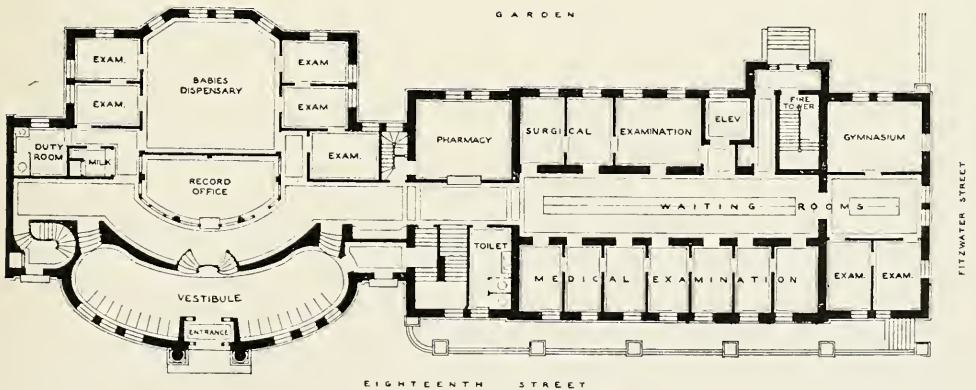 GARDEN
EXAM.
BABIES
DISPENSARY
EXAM
EXAM.
EXAM
DUTY
ROOM
MILK
EXAM.
RECORD
OFFICE
PHARMACY
SURGICAL EXAMINATION
ELEV
FIRE
TOWER
GYMNASIUM
WAITING ROOMS
TOILET
MEDICAL EXAMINATION
EXAM.
EXAM.
VESTIBULE
ENTRANCE
EIGHTEENTH STREET
FITZWATER STREET